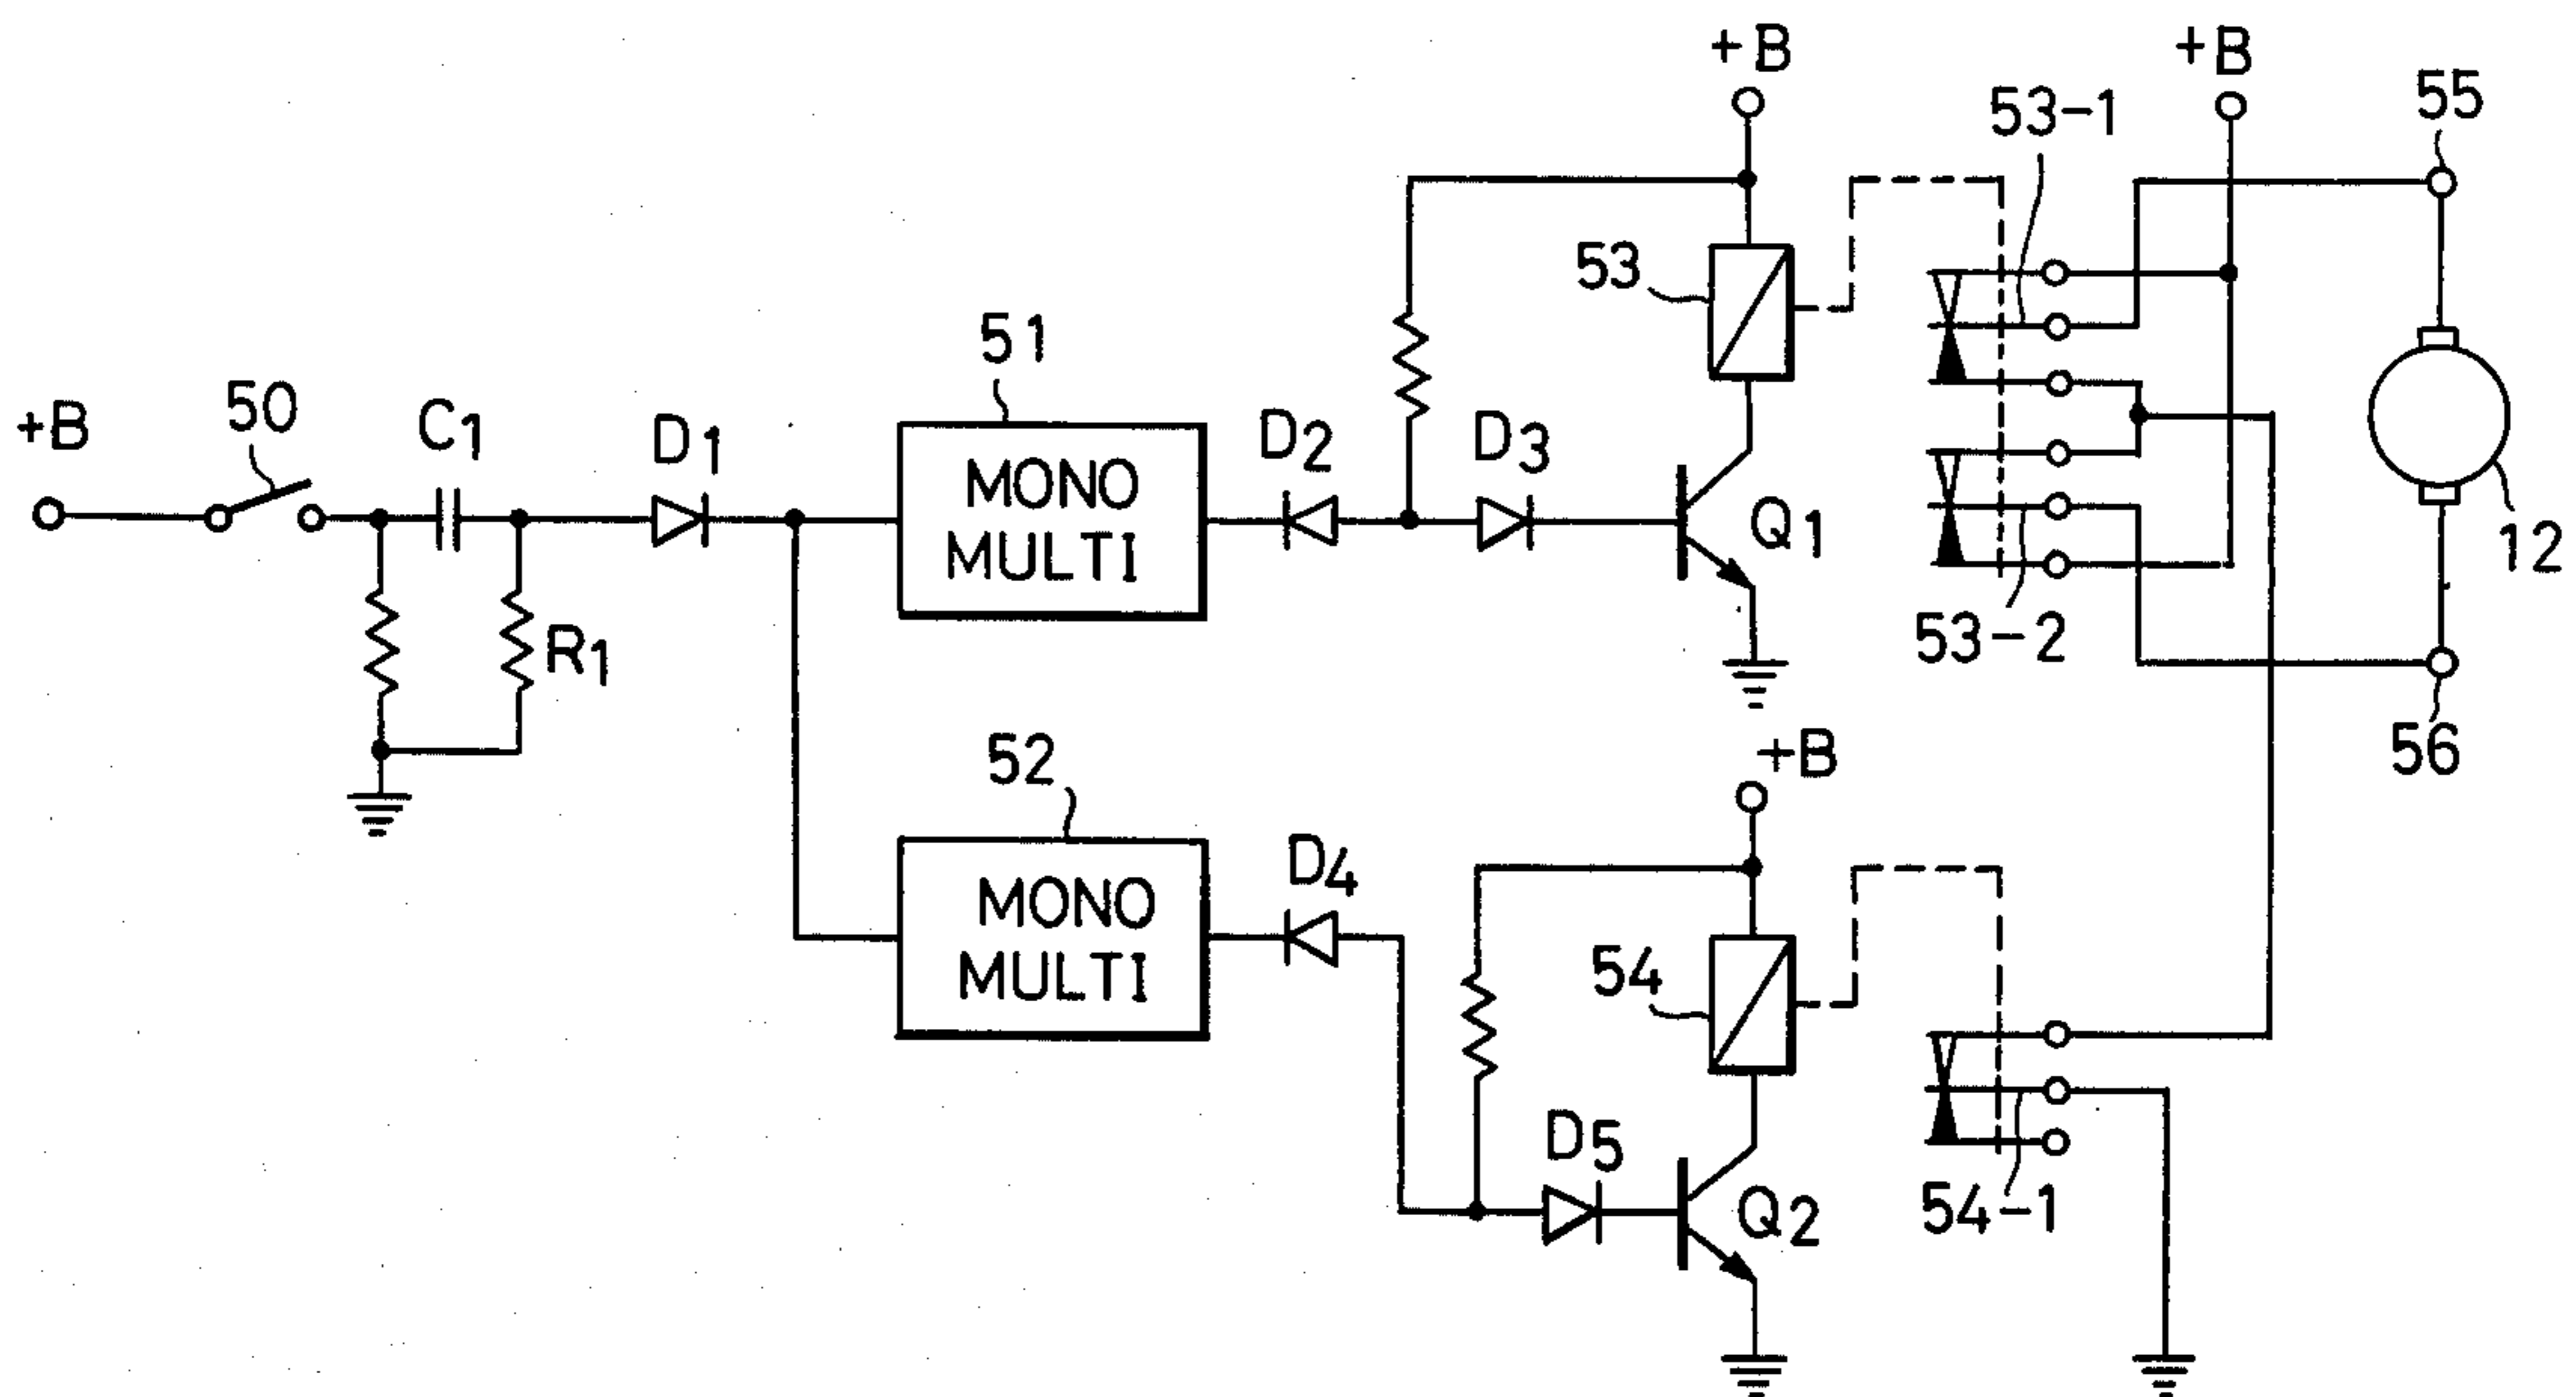 +B
+B
55
53-1
53
51
50
+B
C1
D1
MONO
MULTI
D2
D3
Q1
12
R1
53-2
56
52
+B
D4
MONO
MULTI
54
D5
Q2
54-1